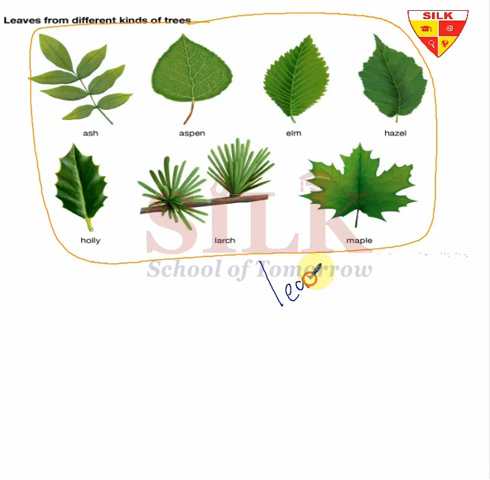 Leaves from different kinds of trees
SILK
ash
aspen
elm
hazel
holly
larch
maple
SILK
School of Tomorrow
lea